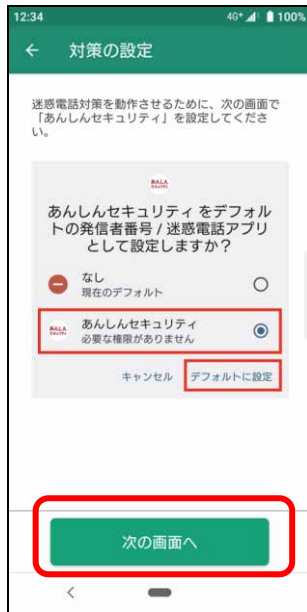 12:34 4G+ 100%
← 対策の設定
迷惑電話対策を動作させるために、次の画面で
「あんしんセキュリティ」を設定してくださ
い。
あんしんセキュリティ をデフォル
トの発信者番号 / 迷惑電話アプリ
として設定しますか？
なし
現在のデフォルト
あんしんセキュリティ
必要な権限がありません
キャンセル デフォルトに設定
次の画面へ